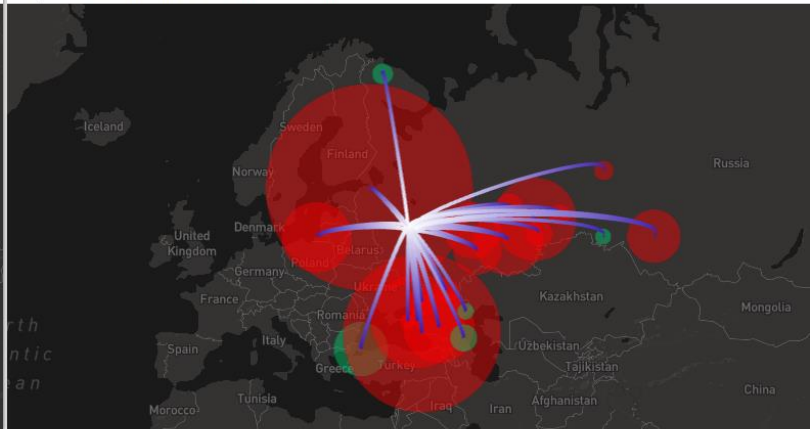 Iceland
Sweden
Finland
Norway
Russia
Denmark
United
Kingdom
Belarus
Poland
Germany
Ukraine
Kazakhstan
France
Mongolia
Romania
rth
ntic
ean
Italy
Uzbekistan
Spain
Greece
Turkey
Tajikistan
China
Tunisia
Iraq
Iran
Afghanistan
Morocco